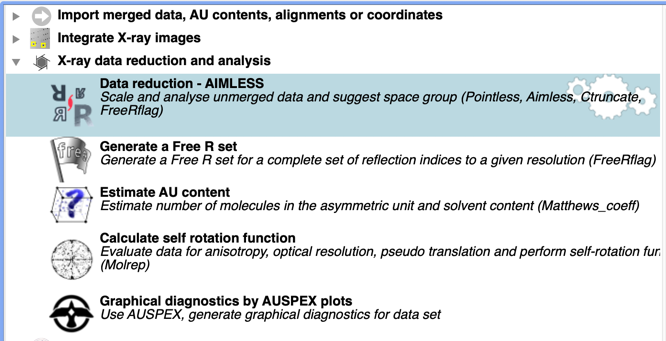 Import merged data, AU contents, alignments or coordinates
Integrate X-ray images
X-ray data reduction and analysis
Data reduction - AIMLESS
Scale and analyse unmerged data and suggest space group (Pointless, Aimless, Ctruncate,
FreeRflag)
free
Generate a Free R set
Generate a Free R set for a complete set of reflection indices to a given resolution (FreeRflag)
Estimate AU content
Estimate number of molecules in the asymmetric unit and solvent content (Matthews_coeff)
Calculate self rotation function
Evaluate data for anisotropy, optical resolution, pseudo translation and perform self-rotation
(Molrep)
Graphical diagnostics by AUSPEX plots
Use AUSPEX, generate graphical diagnostics for data set